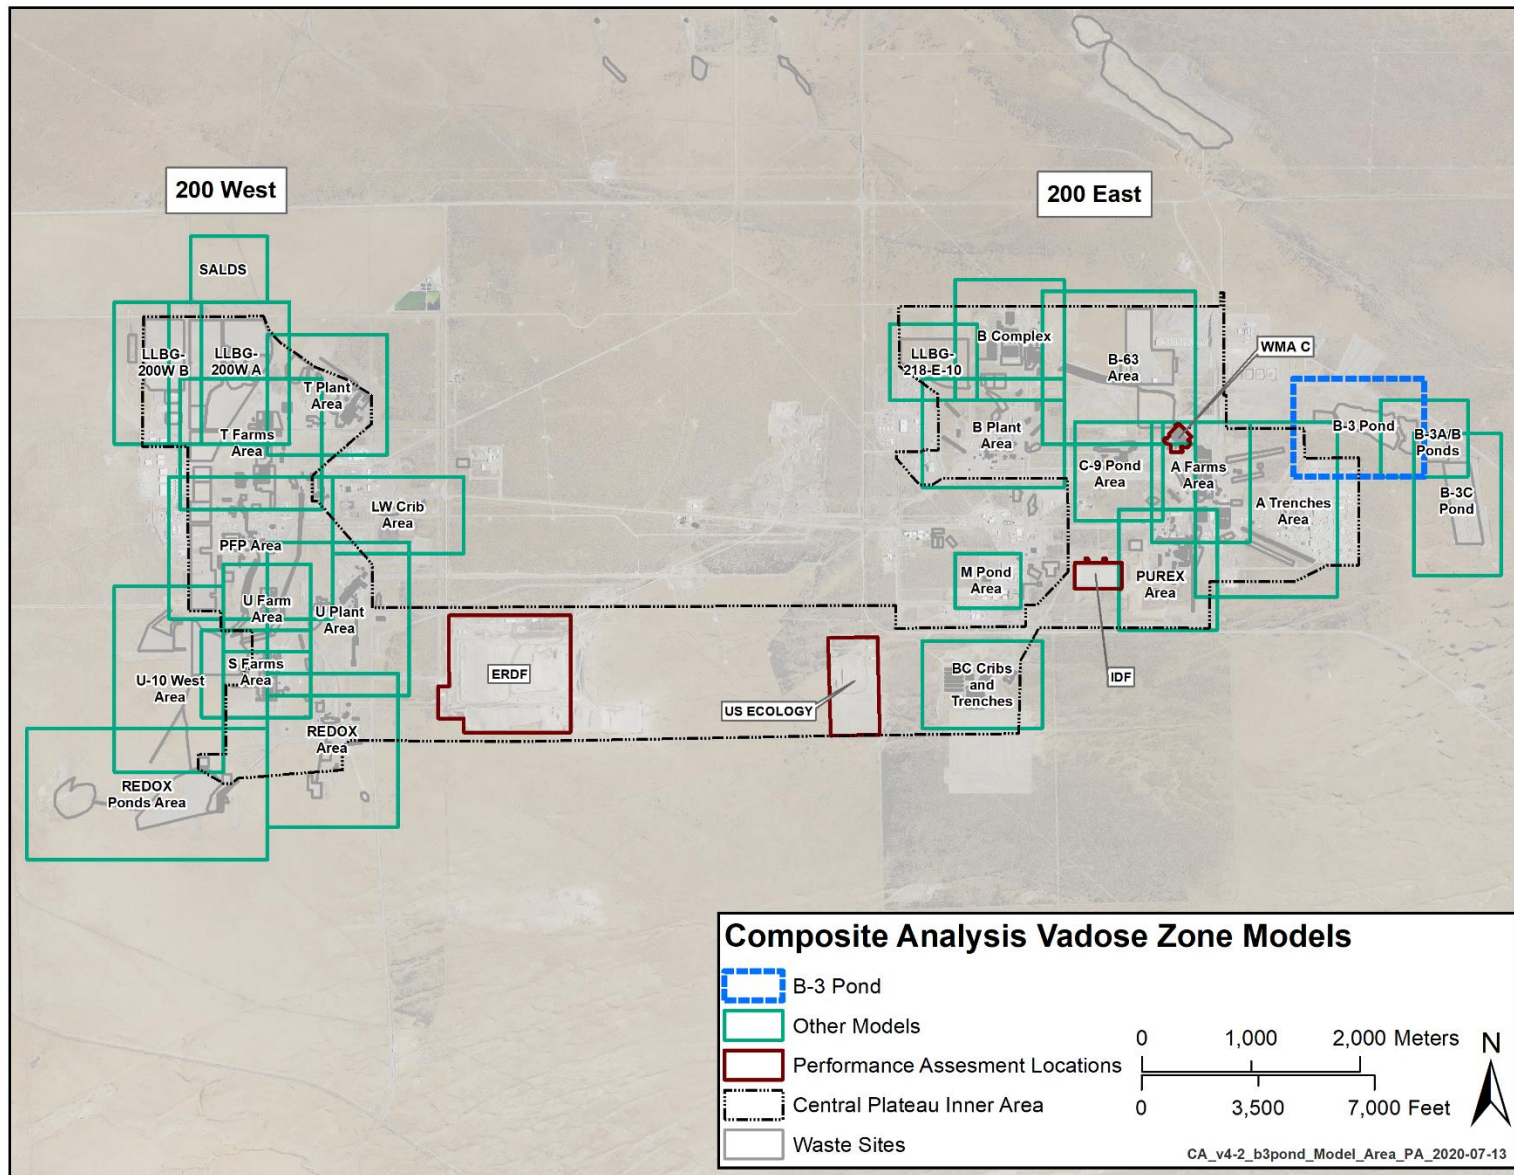 200 West
200 East
SALDS
LLBG-
200W B
LLBG-
200W A
T Plant
Area
T Farms
Area
LW Crib
Area
PFP Area
U Farm
Area
U Plant
Area
S Farms
Area
U-10 West
Area
REDOX
Area
REDOX
Ponds Area
ERDF
US ECOLOGY
B Complex
LLBG-
218-E-10
B-63
Area
WMA C
B Plant
Area
C-9 Pond
Area
A Farms
Area
B-3 Pond
B-3A/B
Ponds
B-3C
Pond
A Trenches
Area
M Pond
Area
PUREX
Area
IDF
BC Cribs
and
Trenches
Composite Analysis Vadose Zone Models
B-3 Pond
Other Models
Performance Assesment Locations
Central Plateau Inner Area
Waste Sites
0 1,000 2,000 Meters
0 3,500 7,000 Feet
N
CA_v4-2_b3pond_Model_Area_PA_2020-07-13